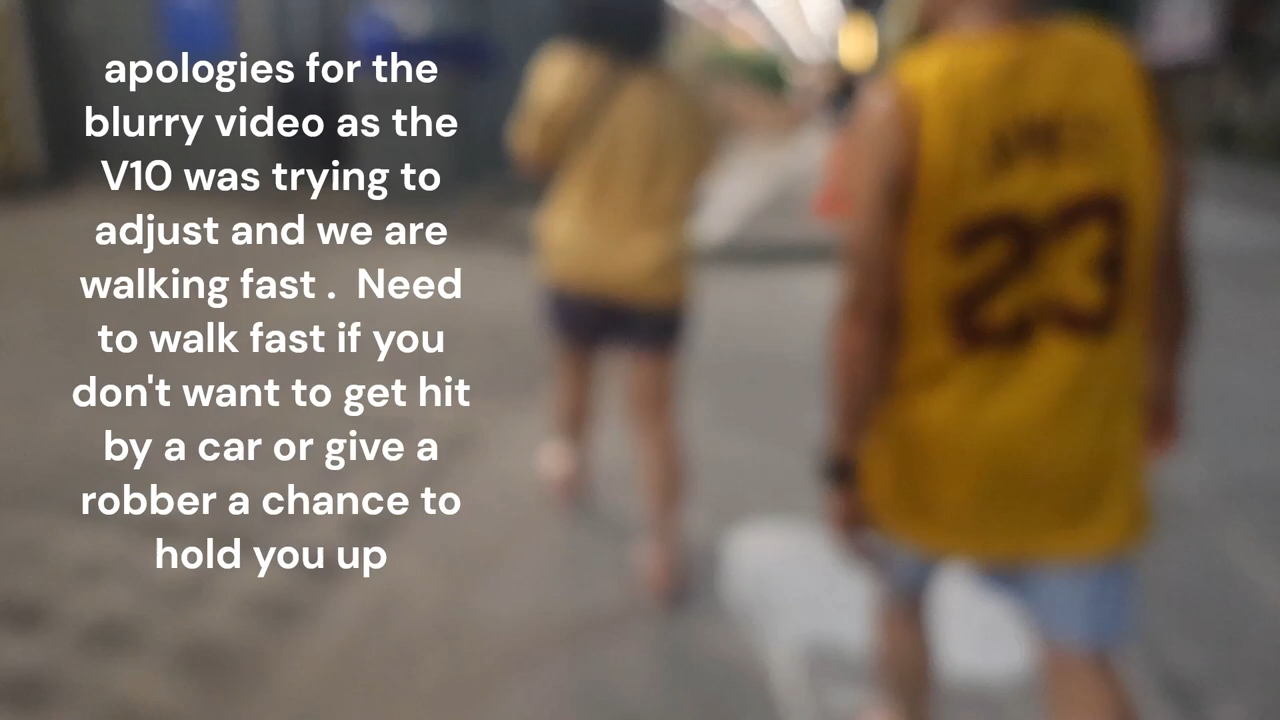 apologies for the
blurry video as the
V10 was trying to
adjust and we are
walking fast .  Need
to walk fast if you
don't want to get hit
by a car or give a
robber a chance to
hold you up
23